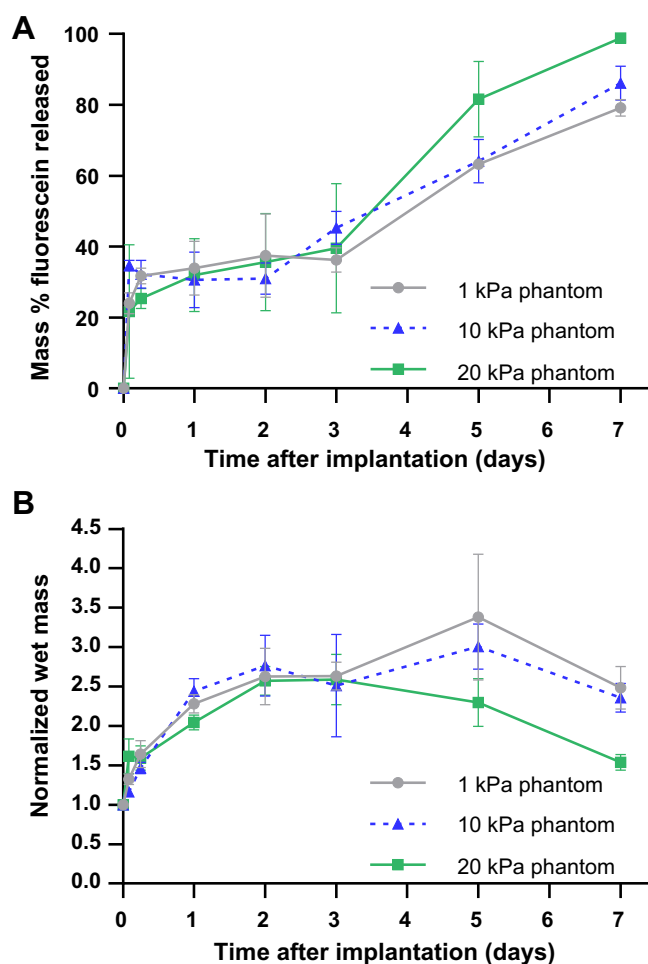 A
Mass % fluorescein released
100
80
60
40
20
0
1 kPa phantom
10 kPa phantom
20 kPa phantom
0 1 2 3 4 5 6 7
Time after implantation (days)
B
Normalized wet mass
4.5
4.0
3.5
3.0
2.5
2.0
1.5
1.0
0.5
0.0
1 kPa phantom
10 kPa phantom
20 kPa phantom
0 1 2 3 4 5 6 7
Time after implantation (days)